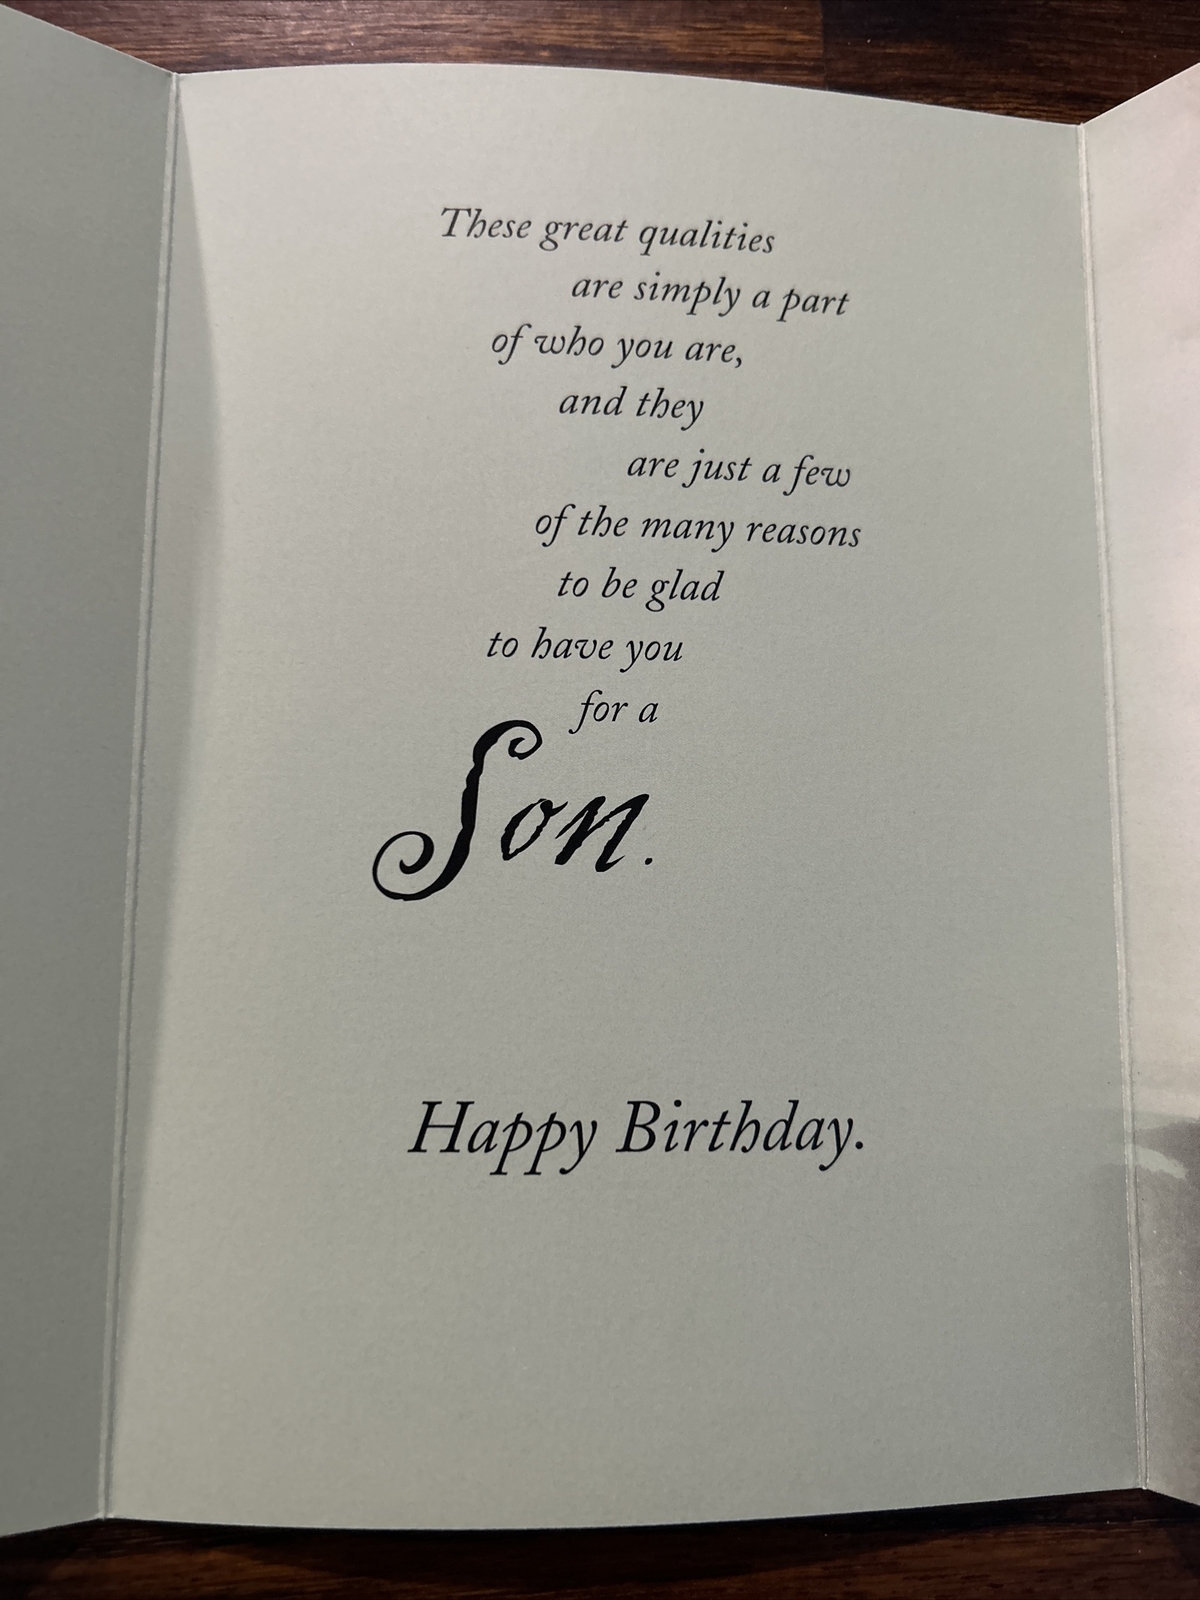 These great qualities
are simply a part
of who you are,
and they
are just a few
of the many reasons
to be glad
to have you
for a
Son.
Happy Birthday.